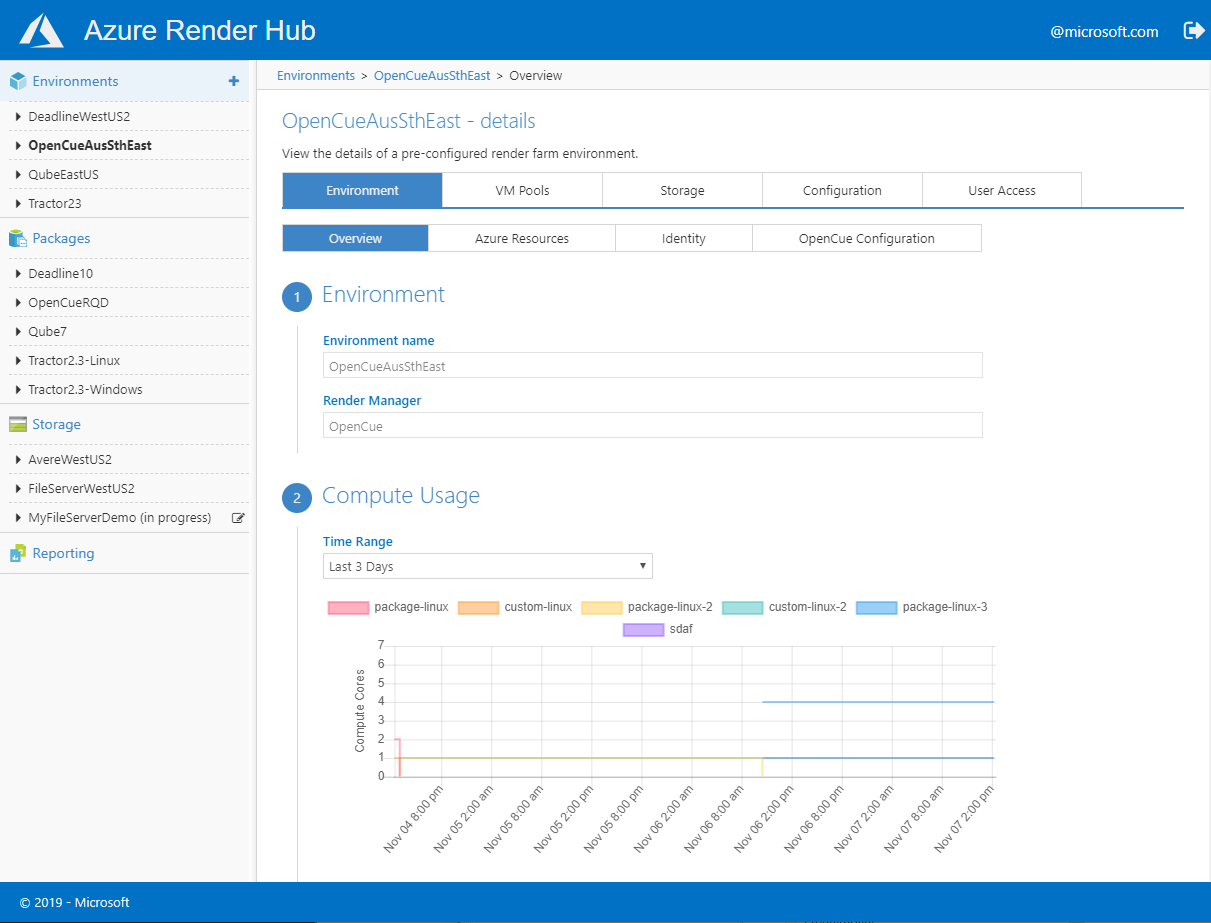 Azure Render Hub
@microsoft.com
Environments
DeadlineWestUS2
OpenCueAusSthEast
QubeEastUS
Tractor23
Packages
Deadline10
OpenCueRQD
Qube7
Tractor2.3-Linux
Tractor2.3-Windows
Storage
AvereWestUS2
FileServerWestUS2
MyFileServerDemo (in progress)
Reporting
Environments > OpenCueAusSthEast > Overview
OpenCueAusSthEast - details
View the details of a pre-configured render farm environment.
Environment VM Pools Storage Configuration User Access
Overview Azure Resources Identity OpenCue Configuration
1 Environment
Environment name
OpenCueAusSthEast
Render Manager
OpenCue
2 Compute Usage
Time Range
Last 3 Days
package-linux custom-linux package-linux-2 custom-linux-2 package-linux-3
sdaf
Compute Cores
7
6
5
4
3
2
1
0
Nov 04 8:00 pm
Nov 05 2:00 am
Nov 05 8:00 am
Nov 05 2:00 pm
Nov 05 8:00 pm
Nov 06 2:00 am
Nov 06 8:00 am
Nov 06 2:00 pm
Nov 06 8:00 pm
Nov 07 2:00 am
Nov 07 8:00 am
Nov 07 2:00 pm
© 2019 - Microsoft